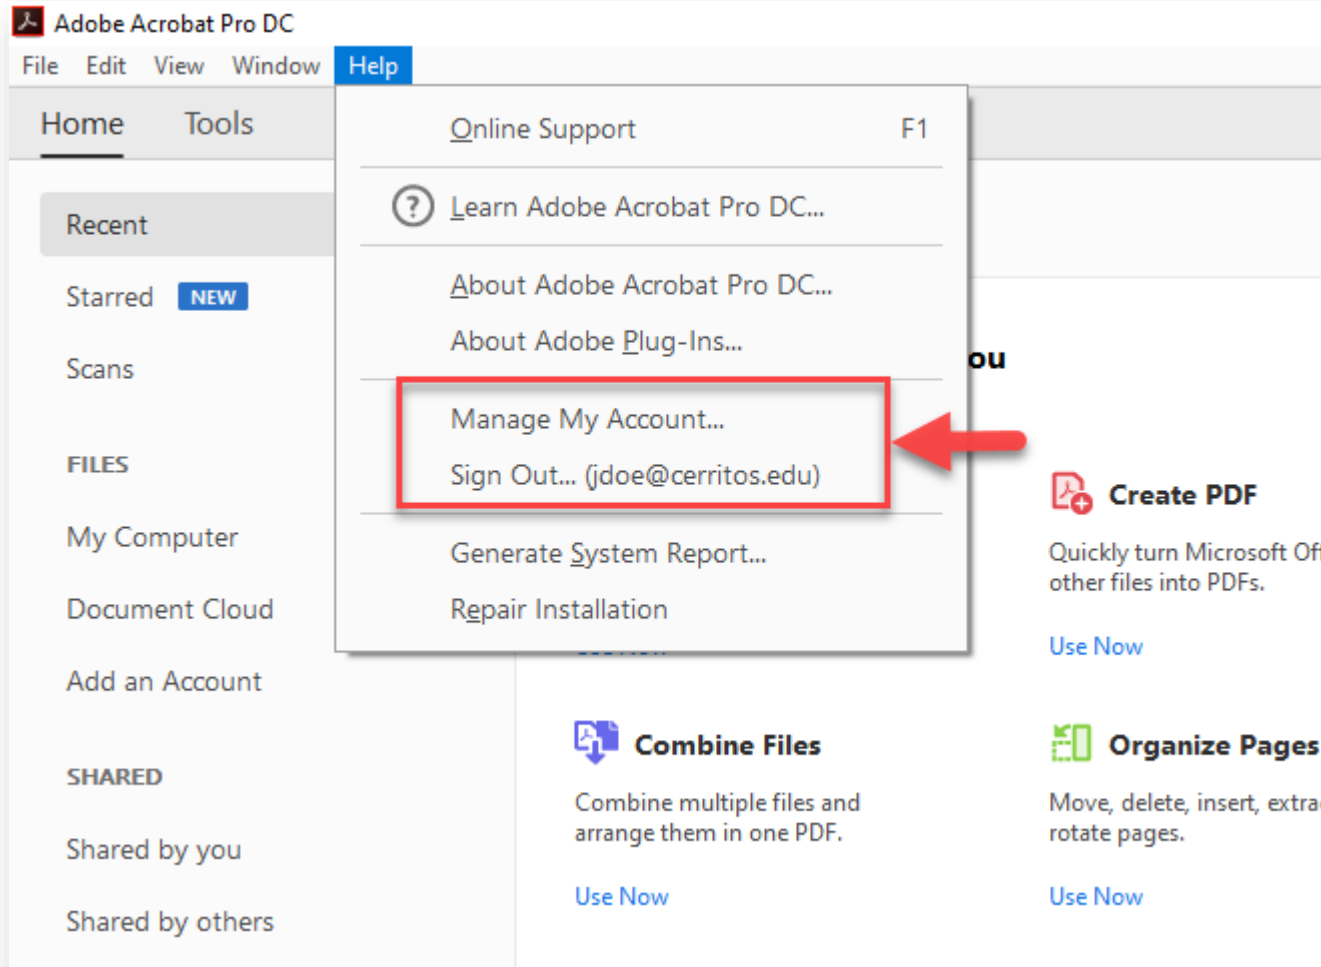 Adobe Acrobat Pro DC
File Edit View Window Help
Home Tools
Online Support F1
Learn Adobe Acrobat Pro DC...
About Adobe Acrobat Pro DC...
About Adobe Plug-Ins...
Manage My Account...
Sign Out... (jdoe@cerritos.edu)
Generate System Report...
Repair Installation
Recent
Starred NEW
Scans
FILES
My Computer
Document Cloud
Add an Account
SHARED
Shared by you
Shared by others
ou
Create PDF
Quickly turn Microsoft Off
other files into PDFs.
Use Now
Combine Files
Combine multiple files and
arrange them in one PDF.
Use Now
Organize Pages
Move, delete, insert, extra
rotate pages.
Use Now